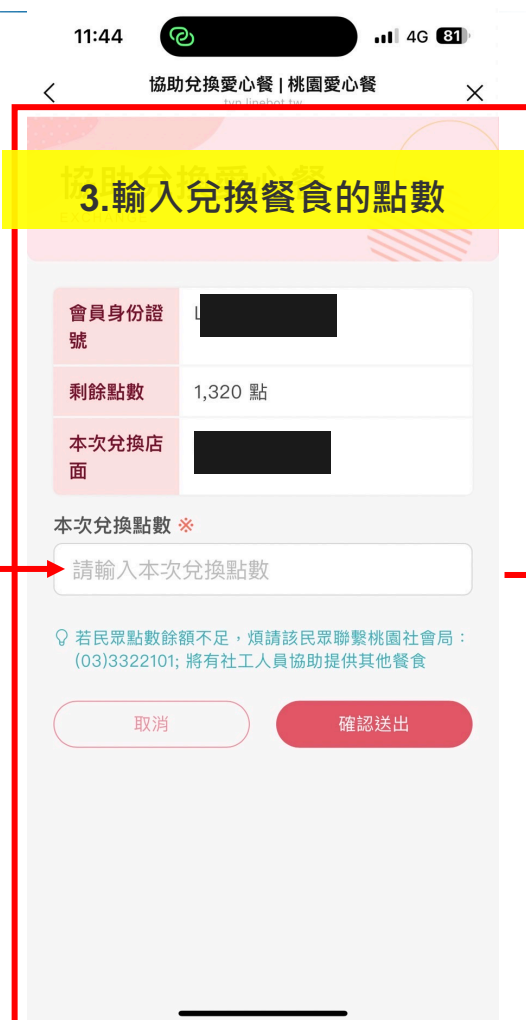 11:44
4G 81
協助兌換愛心餐 | 桃園愛心餐
3.輸入兌換餐食的點數
會員身份證
號
剩餘點數 1,320 點
本次兌換店
面
本次兌換點數 ※
請輸入本次兌換點數
若民眾點數餘額不足，煩請該民眾聯繫桃園社會局：
(03)3322101; 將有社工人員協助提供其他餐食
取消 確認送出